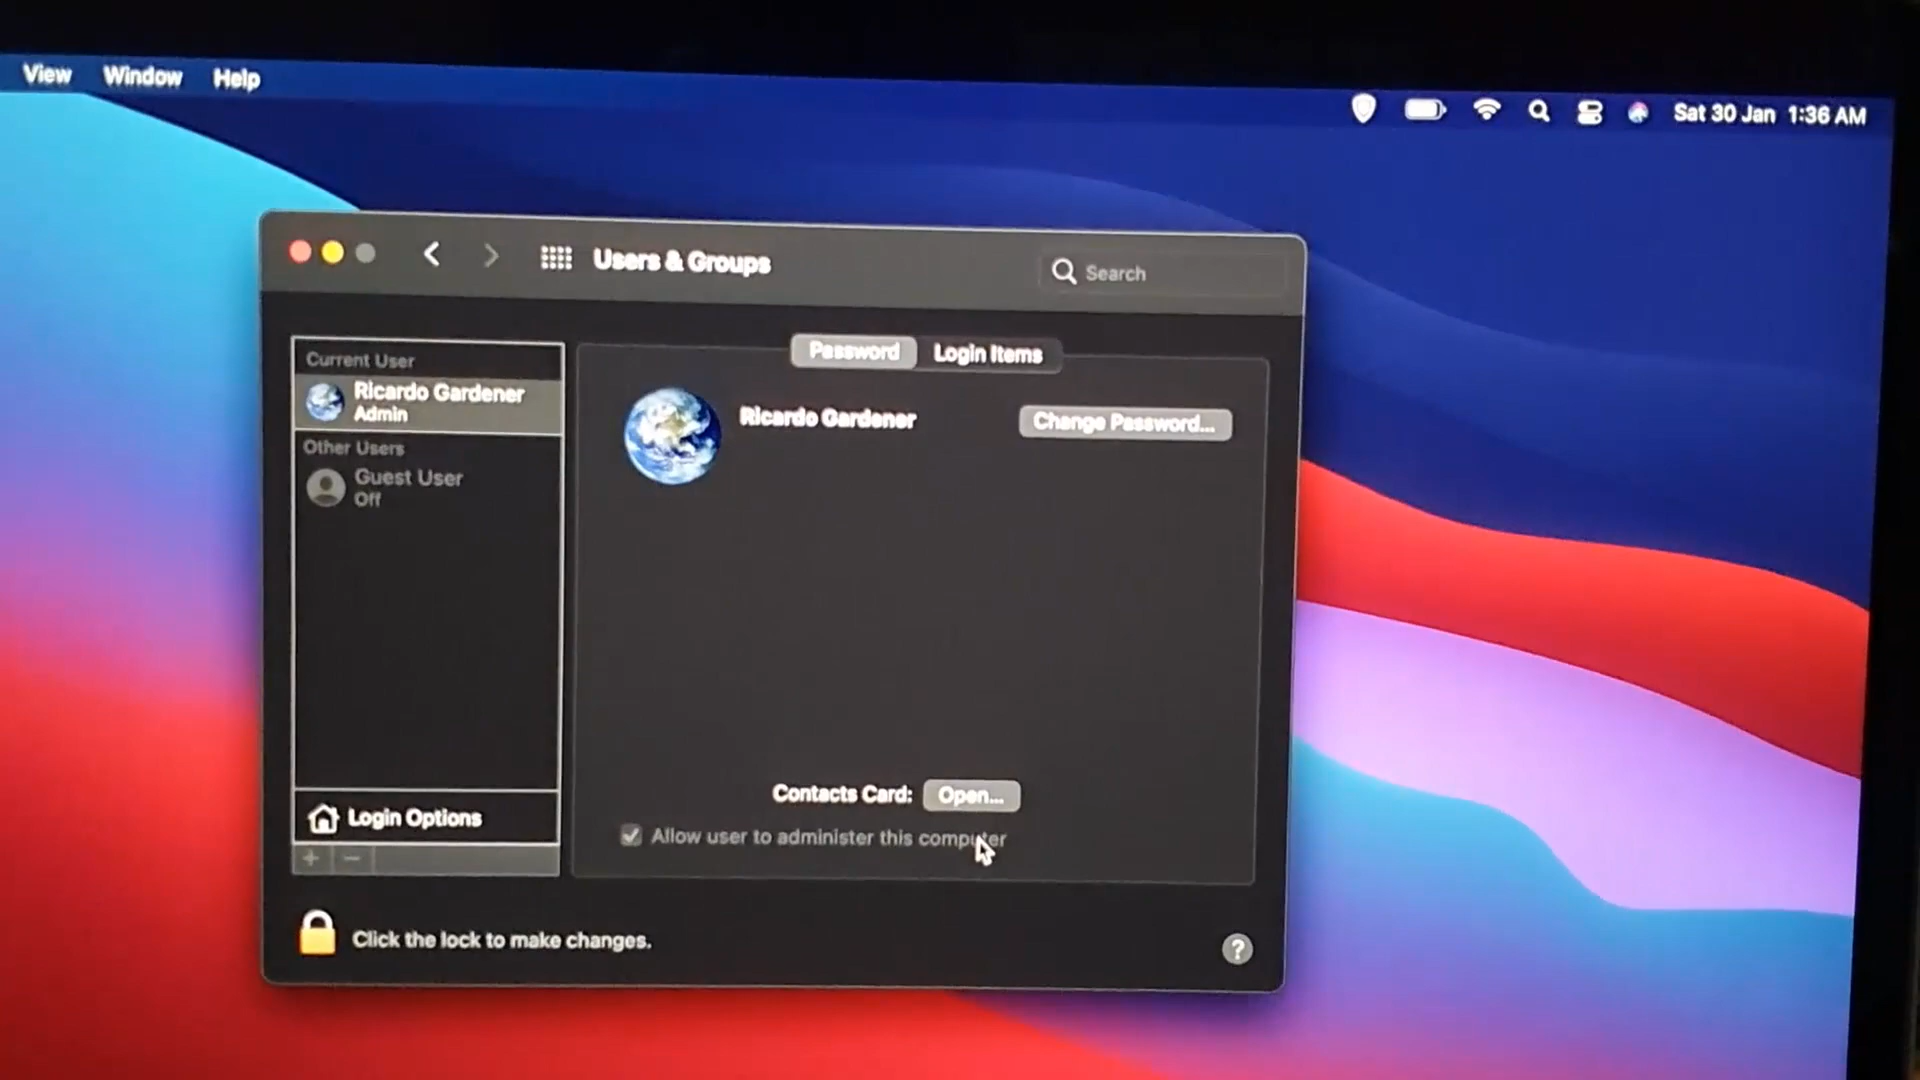 View Window Help
Sat 30 Jan 1:36 AM
Users & Groups
Search
Password Login Items
Current User
Ricardo Gardener
Admin
Other Users
Guest User
Off
Login Options
+ −
Ricardo Gardener
Change Password...
Contacts Card: Open...
Allow user to administer this computer
Click the lock to make changes.
?